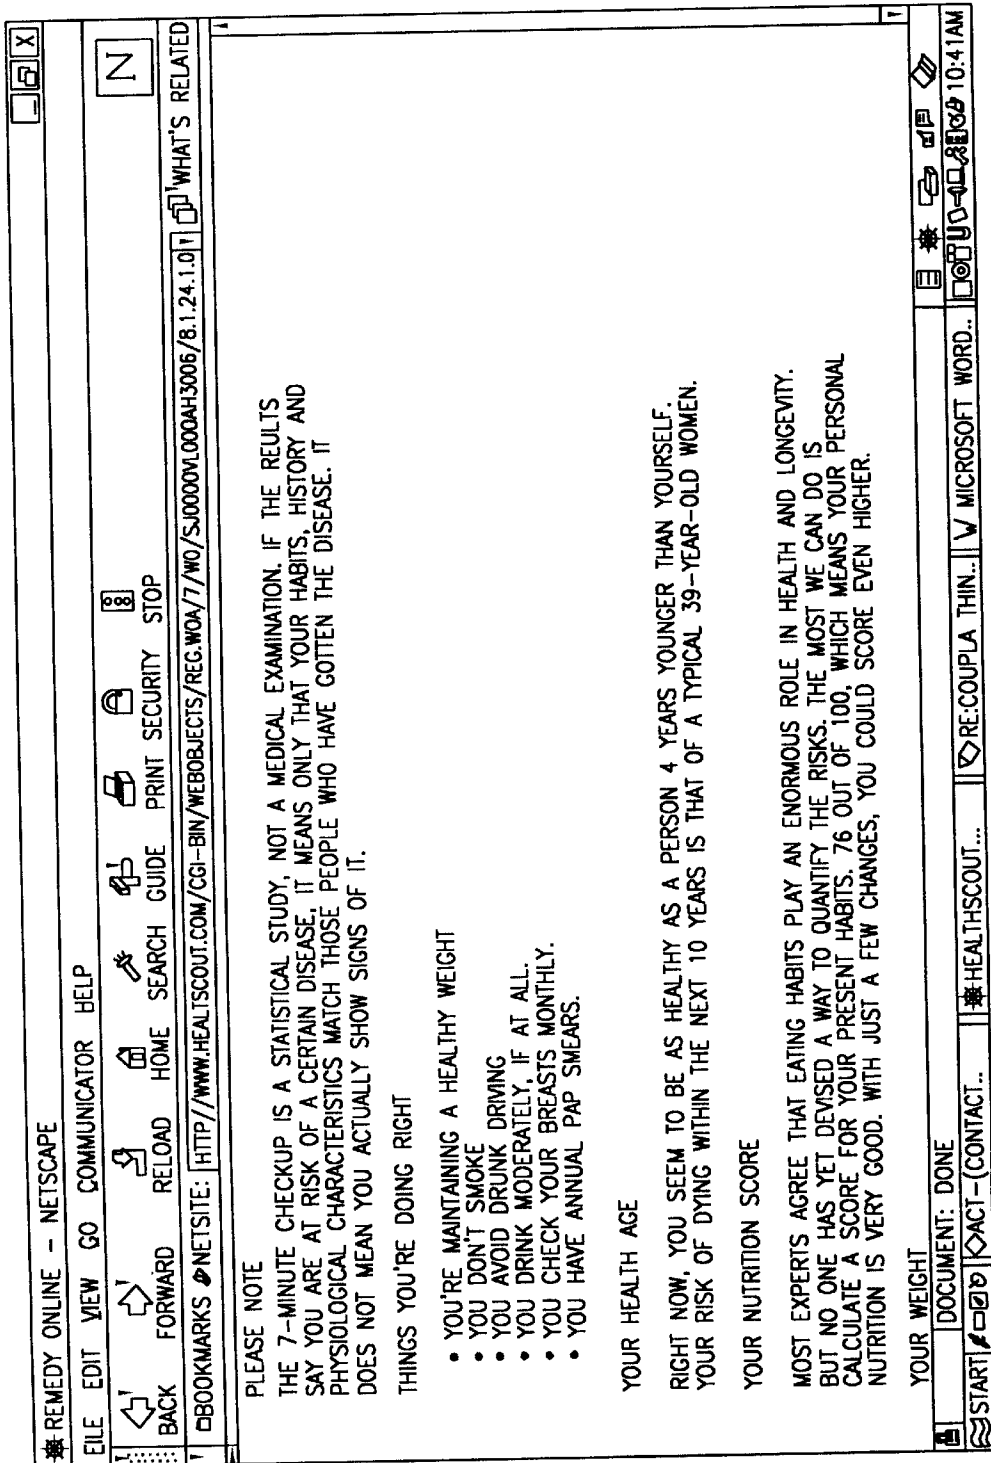 REMEDY ONLINE - NETSCAPE
EILE EDIT VIEW GO COMMUNICATOR HELP
BACK FORWARD RELOAD HOME SEARCH GUIDE PRINT SECURITY STOP
N
BOOKMARKS NETSITE: HTTP//WWW.HEALTSCOUT.COM/CGI-BIN/WEBOBJECTS/REG.WOA/7/WO/SJ0000VL000AH3006/8.1.24.1.0 WHAT'S RELATED
PLEASE NOTE
THE 7-MINUTE CHECKUP IS A STATISTICAL STUDY, NOT A MEDICAL EXAMINATION. IF THE REULTS
SAY YOU ARE AT RISK OF A CERTAIN DISEASE, IT MEANS ONLY THAT YOUR HABITS, HISTORY AND
PHYSIOLOGICAL CHARACTERISTICS MATCH THOSE PEOPLE WHO HAVE GOTTEN THE DISEASE. IT
DOES NOT MEAN YOU ACTUALLY SHOW SIGNS OF IT.
THINGS YOU'RE DOING RIGHT
• YOU'RE MAINTAINING A HEALTHY WEIGHT
• YOU DON'T SMOKE
• YOU AVOID DRUNK DRIVING
• YOU DRINK MODERATELY, IF AT ALL.
• YOU CHECK YOUR BREASTS MONTHLY.
• YOU HAVE ANNUAL PAP SMEARS.
YOUR HEALTH AGE
RIGHT NOW, YOU SEEM TO BE AS HEALTHY AS A PERSON 4 YEARS YOUNGER THAN YOURSELF.
YOUR RISK OF DYING WITHIN THE NEXT 10 YEARS IS THAT OF A TYPICAL 39-YEAR-OLD WOMEN.
YOUR NUTRITION SCORE
MOST EXPERTS AGREE THAT EATING HABITS PLAY AN ENORMOUS ROLE IN HEALTH AND LONGEVITY.
BUT NO ONE HAS YET DEVISED A WAY TO QUANTIFY THE RISKS. THE MOST WE CAN DO IS
CALCULATE A SCORE FOR YOUR PRESENT HABITS. 76 OUT OF 100, WHICH MEANS YOUR PERSONAL
NUTRITION IS VERY GOOD. WITH JUST A FEW CHANGES, YOU COULD SCORE EVEN HIGHER.
YOUR WEIGHT
DOCUMENT: DONE
START ACT-(CONTACT.. HEALTHSCOUT... RE:COUPLA THIN.. W MICROSOFT WORD.. 10:41AM